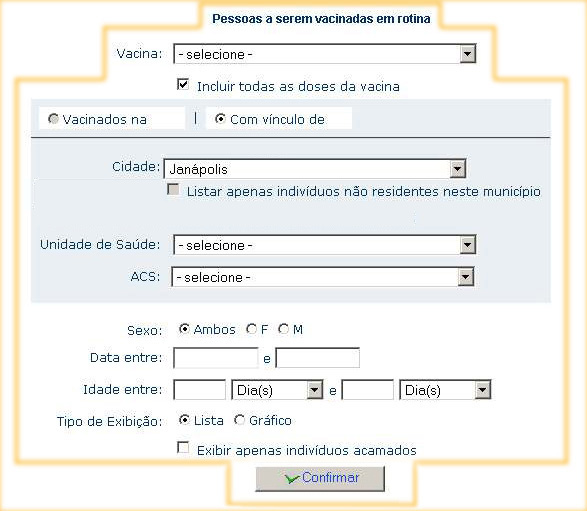 Pessoas a serem vacinadas em rotina
Vacina: - selecione -
Incluir todas as doses da vacina
Vacinados na | Com vínculo de
Cidade: Janápolis
Listar apenas indivíduos não residentes neste município
Unidade de Saúde: - selecione -
ACS: - selecione -
Sexo: Ambos F M
Data entre: e
Idade entre: Dia(s) e Dia(s)
Tipo de Exibição: Lista Gráfico
Exibir apenas indivíduos acamados
Confirmar